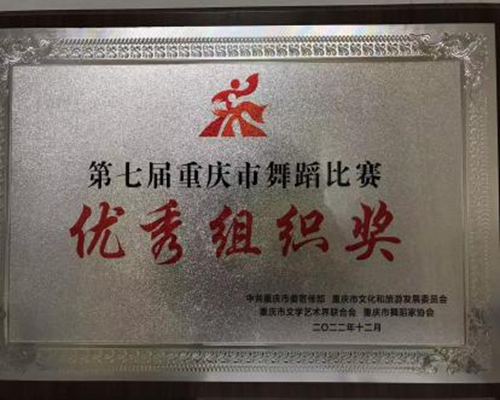 第七届重庆市舞蹈比赛
优秀组织奖
中共重庆市委宣传部 重庆市文化和旅游发展委员会
重庆市文学艺术界联合会 重庆市舞蹈家协会
二〇二二年十二月